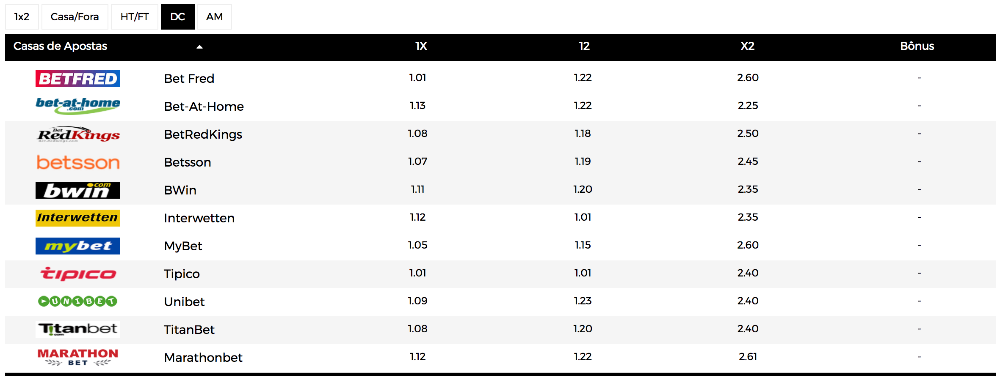 1x2 Casa/Fora HT/FT DC AM
Casas de Apostas 1X 12 X2 Bônus
BETFRED Bet Fred 1.01 1.22 2.60 -
bet-at-home .com Bet-At-Home 1.13 1.22 2.25 -
Bet RedKings Bet.Redkings.com BetRedKings 1.08 1.18 2.50 -
betsson Betsson 1.07 1.19 2.45 -
bwin .com BWin 1.11 1.20 2.35 -
Interwetten Interwetten 1.12 1.01 2.35 -
mybet MyBet 1.05 1.15 2.60 -
tipico Tipico 1.01 1.01 2.40 -
UNIBET Unibet 1.09 1.23 2.40 -
Titanbet .com TitanBet 1.08 1.20 2.40 -
MARATHON BET Marathonbet 1.12 1.22 2.61 -